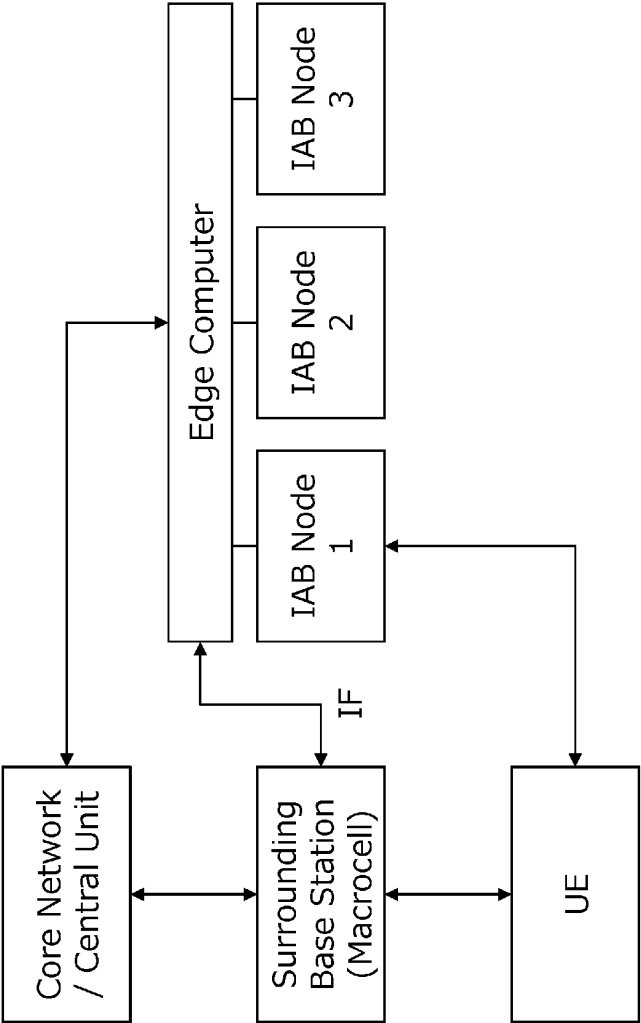 Core Network
/ Central Unit
Edge Computer
IF
Surrounding
Base Station
(Macrocell)
IAB Node
1
IAB Node
2
IAB Node
3
UE